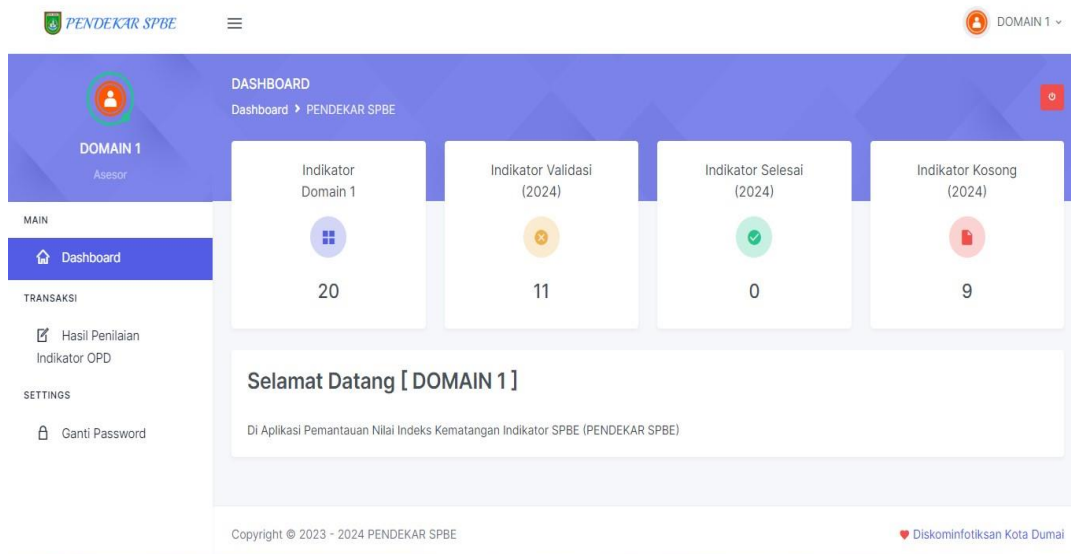 PENDEKAR SPBE
DOMAIN 1
DOMAIN 1
Asesor
MAIN
Dashboard
TRANSAKSI
Hasil Penilaian
Indikator OPD
SETTINGS
Ganti Password
DASHBOARD
Dashboard > PENDEKAR SPBE
Indikator
Domain 1
20
Indikator Validasi
(2024)
11
Indikator Selesai
(2024)
0
Indikator Kosong
(2024)
9
Selamat Datang [ DOMAIN 1 ]
Di Aplikasi Pemantauan Nilai Indeks Kematangan Indikator SPBE (PENDEKAR SPBE)
Copyright © 2023 - 2024 PENDEKAR SPBE
Diskominfotiksan Kota Dumai